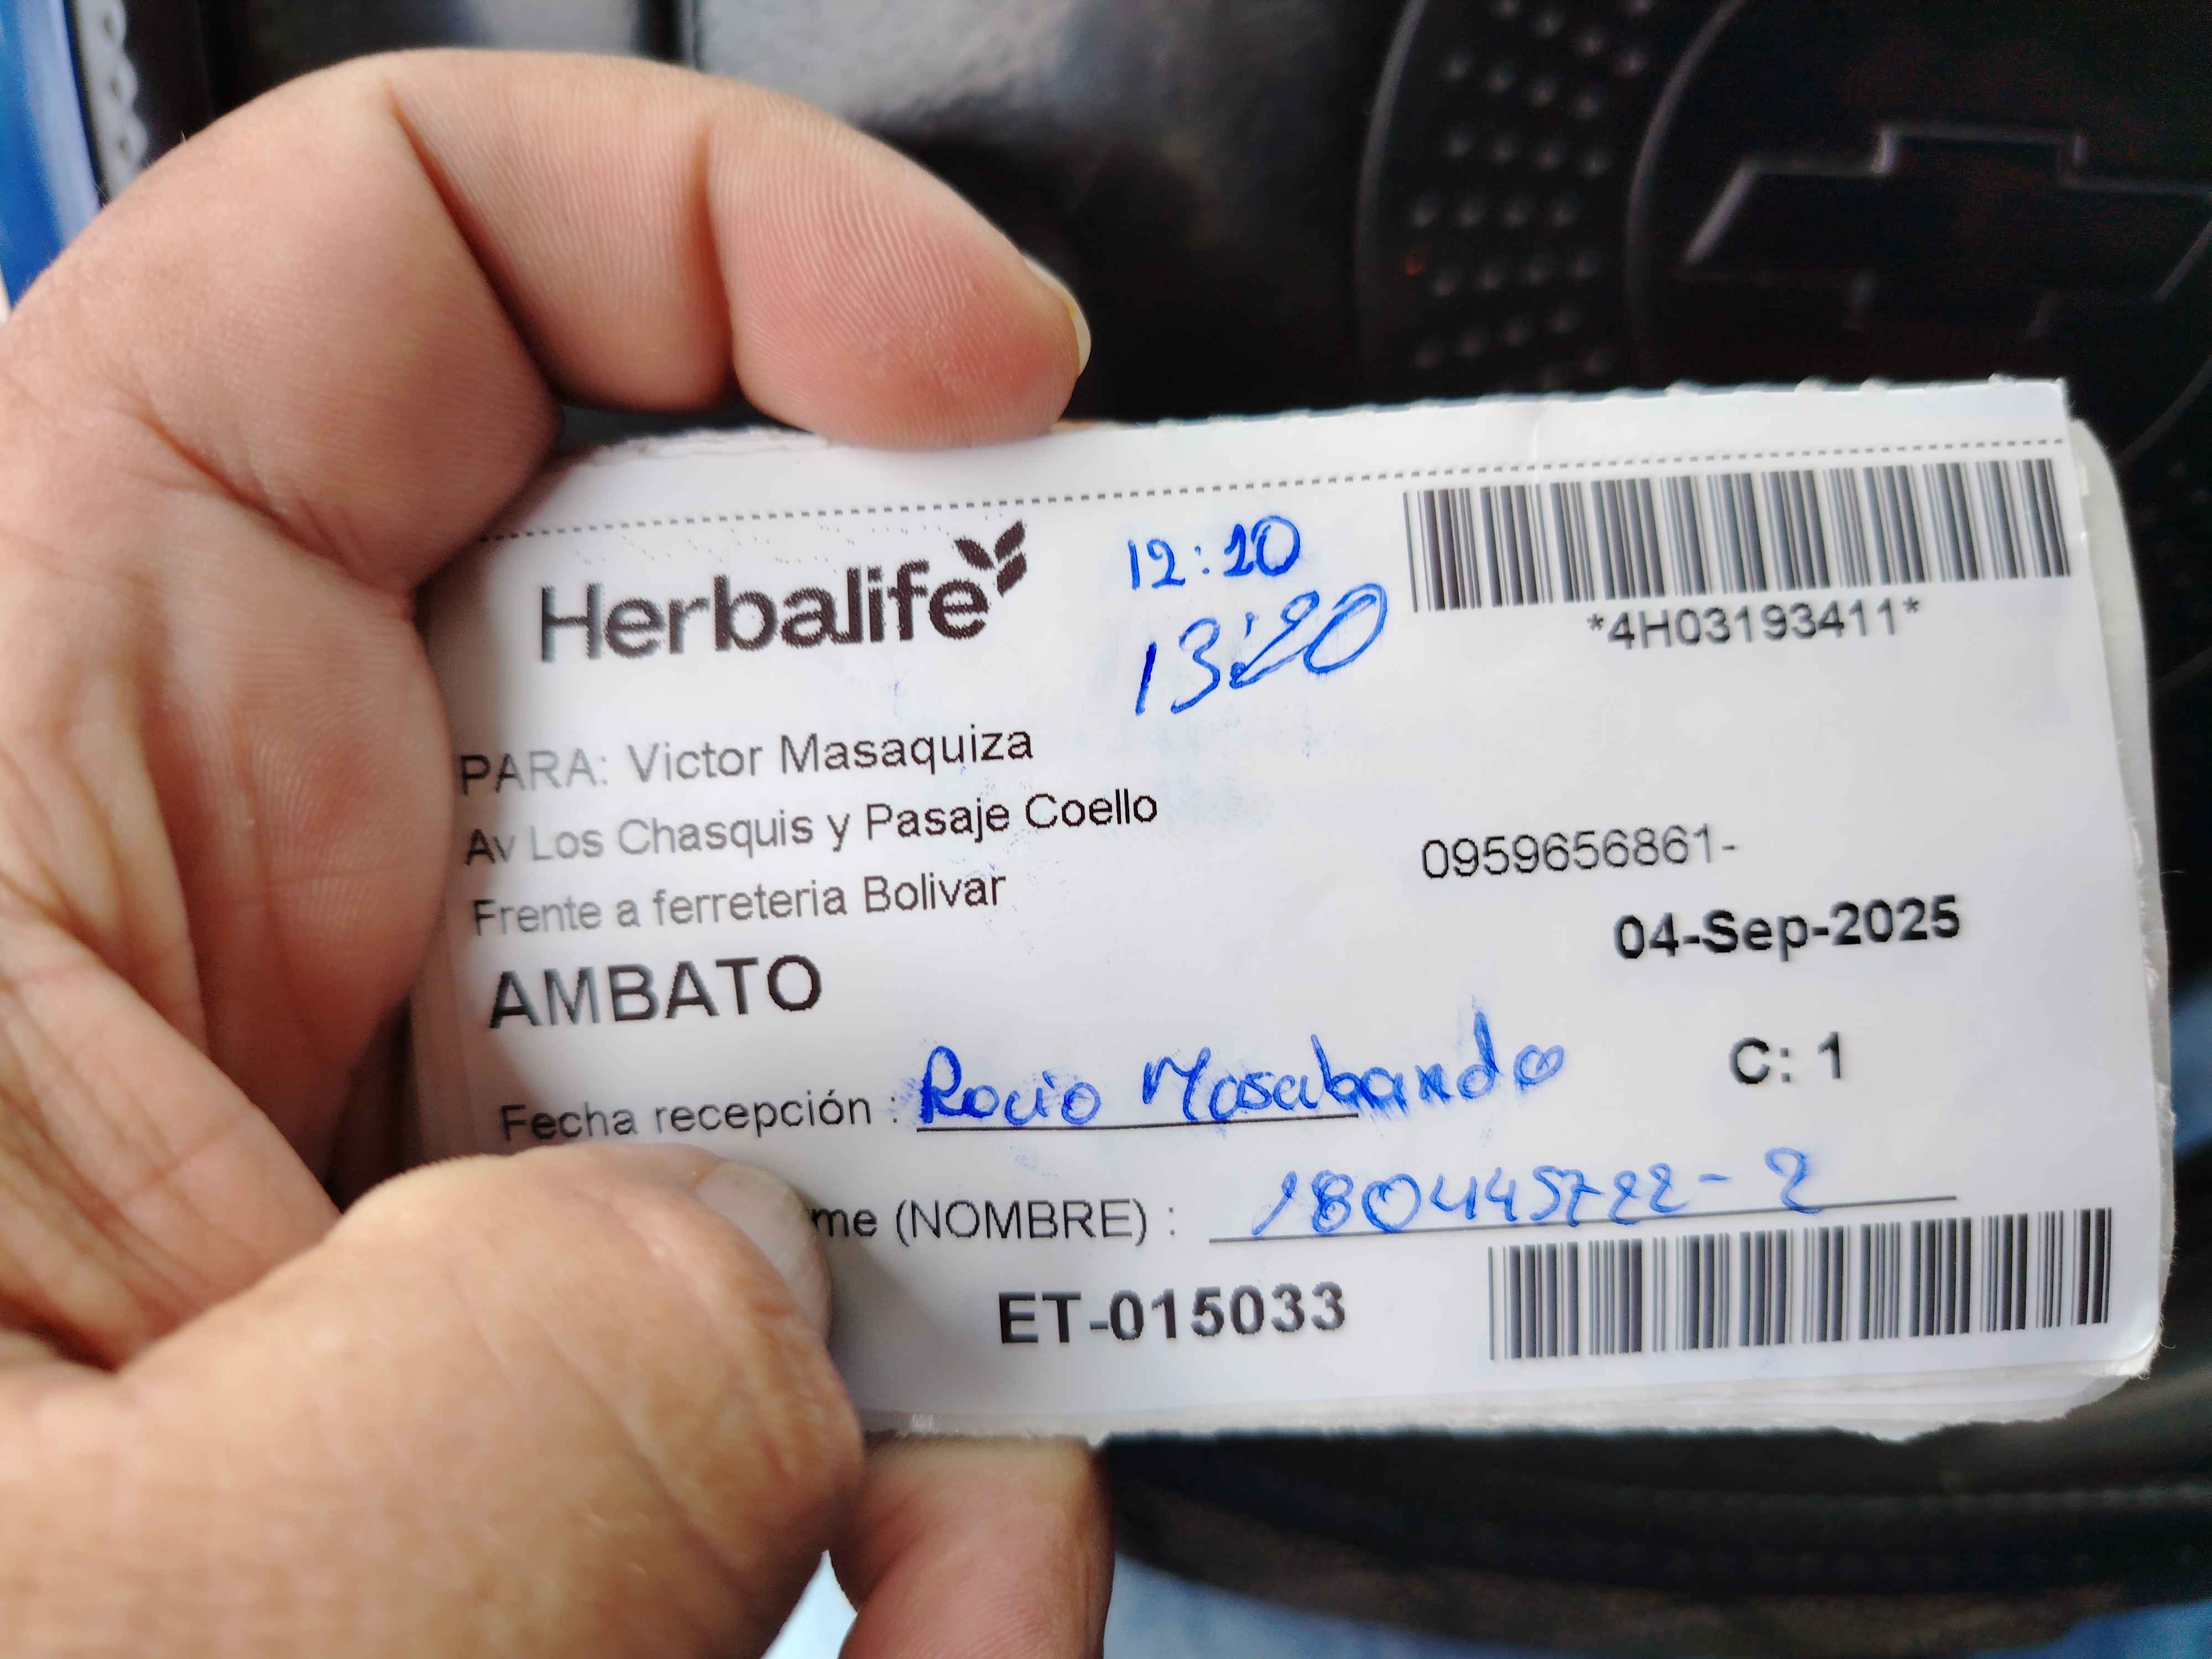 Herbalife
12:10
13:20
*4H03193411*
PARA: Victor Masaquiza
Av Los Chasquis y Pasaje Coello
0959656861-
Frente a ferreteria Bolivar
04-Sep-2025
AMBATO
C: 1
Fecha recepción : Rocio Masabando
me (NOMBRE) : 180445722-2
ET-015033